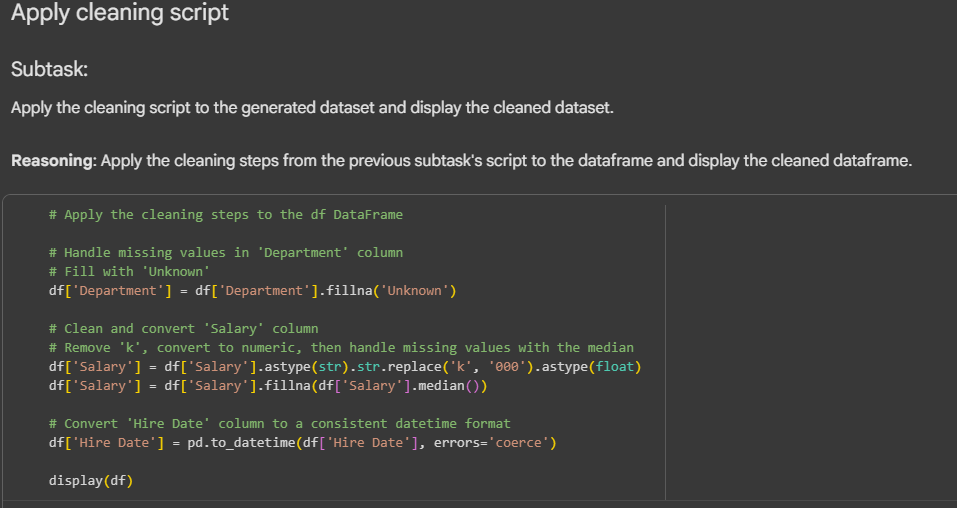 Apply cleaning script
Subtask:
Apply the cleaning script to the generated dataset and display the cleaned dataset.
Reasoning: Apply the cleaning steps from the previous subtask's script to the dataframe and display the cleaned dataframe.
# Apply the cleaning steps to the df DataFrame
# Handle missing values in 'Department' column
# Fill with 'Unknown'
df['Department'] = df['Department'].fillna('Unknown')
# Clean and convert 'Salary' column
# Remove 'k', convert to numeric, then handle missing values with the median
df['Salary'] = df['Salary'].astype(str).str.replace('k', '000').astype(float)
df['Salary'] = df['Salary'].fillna(df['Salary'].median())
# Convert 'Hire Date' column to a consistent datetime format
df['Hire Date'] = pd.to_datetime(df['Hire Date'], errors='coerce')
display(df)